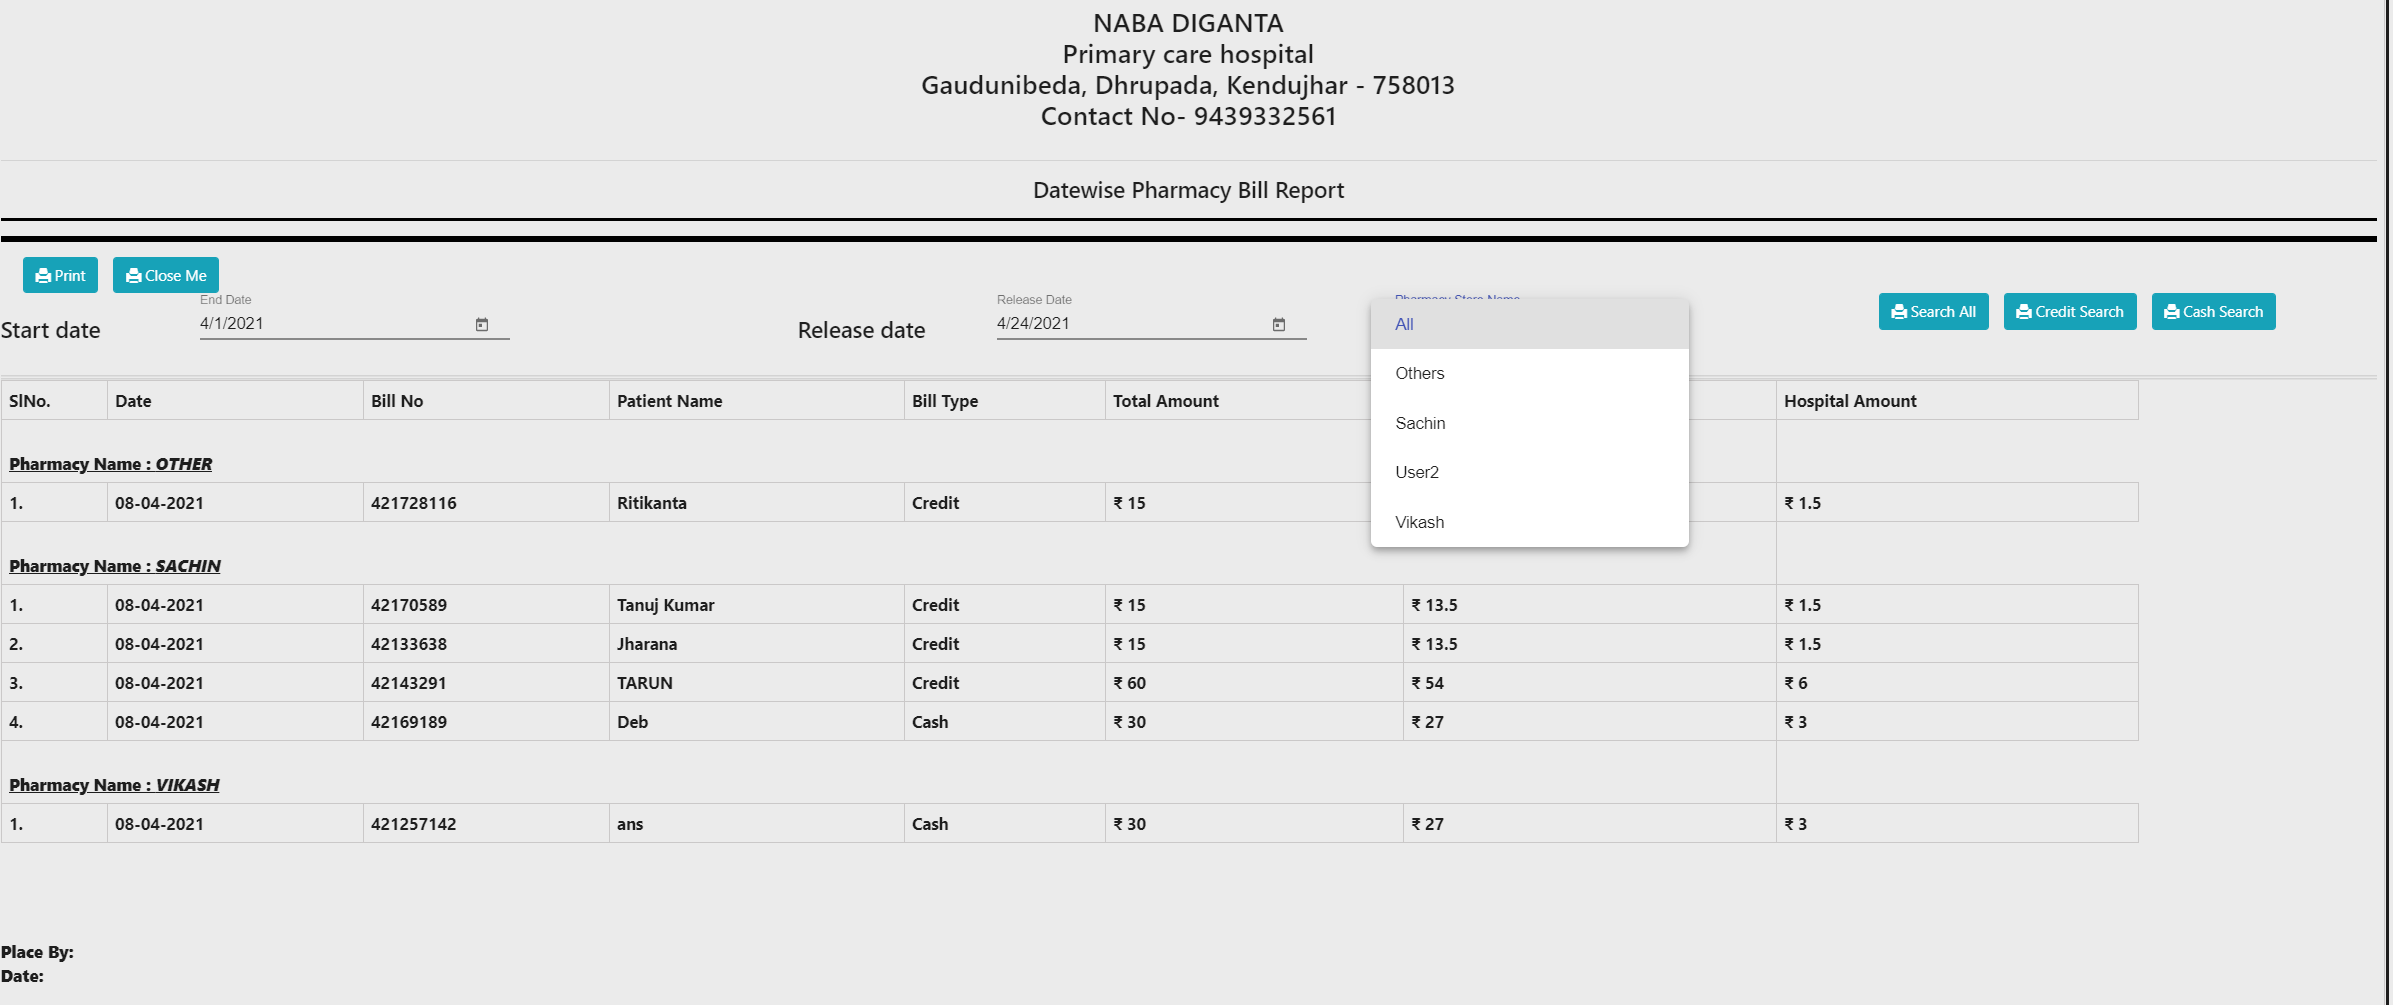 NABA DIGANTA
Primary care hospital
Gaudunibeda, Dhrupada, Kendujhar - 758013
Contact No- 9439332561
Datewise Pharmacy Bill Report
Print Close Me
Start date End Date 4/1/2021 Release date Release Date 4/24/2021 Pharmacy Store Name Search All Credit Search Cash Search
All
Others
Sachin
User2
Vikash
SlNo. Date Bill No Patient Name Bill Type Total Amount Hospital Amount
Pharmacy Name : OTHER
1. 08-04-2021 421728116 Ritikanta Credit ₹ 15 ₹ 1.5
Pharmacy Name : SACHIN
1. 08-04-2021 42170589 Tanuj Kumar Credit ₹ 15 ₹ 13.5 ₹ 1.5
2. 08-04-2021 42133638 Jharana Credit ₹ 15 ₹ 13.5 ₹ 1.5
3. 08-04-2021 42143291 TARUN Credit ₹ 60 ₹ 54 ₹ 6
4. 08-04-2021 42169189 Deb Cash ₹ 30 ₹ 27 ₹ 3
Pharmacy Name : VIKASH
1. 08-04-2021 421257142 ans Cash ₹ 30 ₹ 27 ₹ 3
Place By:
Date: